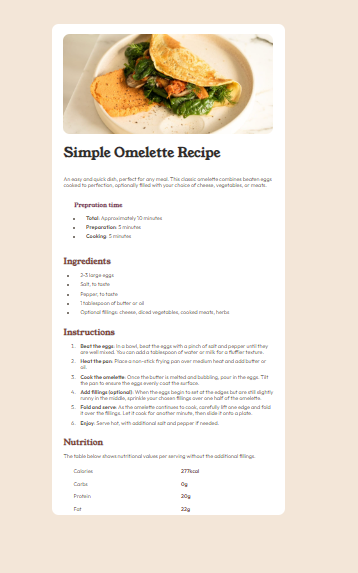 Simple Omelette Recipe
An easy and quick dish, perfect for any meal. This classic omelette combines beaten eggs
cooked to perfection, optionally filled with your choice of cheese, vegetables, or meats.
Prepration time
Total: Approximately 10 minutes
Preparation: 5 minutes
Cooking: 5 minutes
Ingredients
2-3 large eggs
Salt, to taste
Pepper, to taste
1 tablespoon of butter or oil
Optional fillings: cheese, diced vegetables, cooked meats, herbs
Instructions
1. Beat the eggs: In a bowl, beat the eggs with a pinch of salt and pepper until they
are well mixed. You can add a tablespoon of water or milk for a fluffier texture.
2. Heat the pan: Place a non-stick frying pan over medium heat and add butter or
oil.
3. Cook the omelette: Once the butter is melted and bubbling, pour in the eggs. Tilt
the pan to ensure the eggs evenly coat the surface.
4. Add fillings (optional): When the eggs begin to set at the edges but are still slightly
runny in the middle, sprinkle your chosen fillings over one half of the omelette.
5. Fold and serve: As the omelette continues to cook, carefully lift one edge and fold
it over the fillings. Let it cook for another minute, then slide it onto a plate.
6. Enjoy: Serve hot, with additional salt and pepper if needed.
Nutrition
The table below shows nutritional values per serving without the additional fillings.
Calories 277kcal
Carbs 0g
Protein 20g
Fat 22g